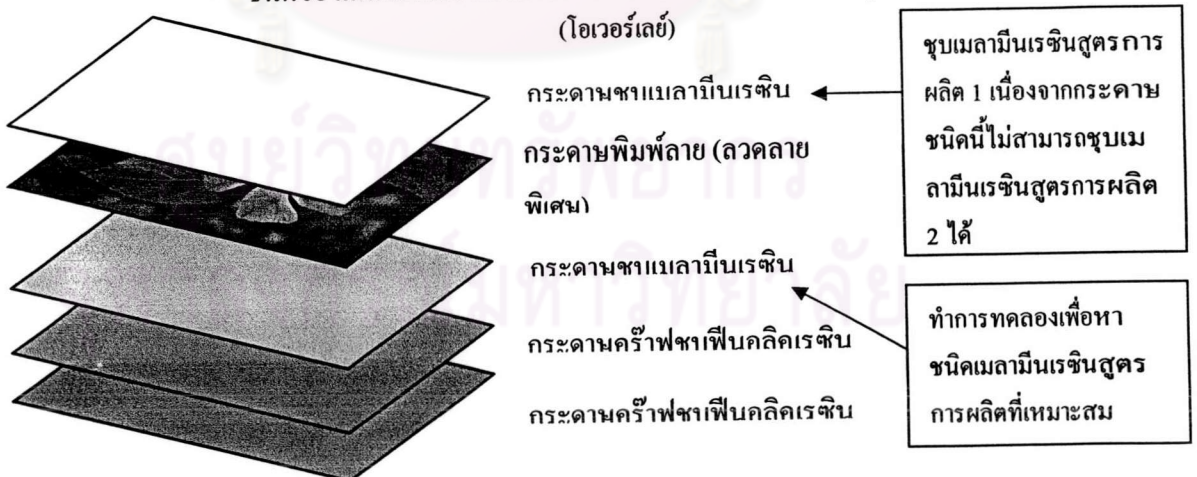 (โอเวอร์เลย์)
กระดาษชุบเมลามีนเรซิน
กระดาษพิมพ์ลาย (ลวดลาย
พิเศษ)
กระดาษชุบเมลามีนเรซิน
กระดาษคร๊าฟชุบฟีนอลิคเรซิน
กระดาษคร๊าฟชุบฟีนอลิคเรซิน
ชุบเมลามีนเรซินสูตรการ
ผลิต 1 เนื่องจากกระดาษ
ชนิดนี้ไม่สามารถชุบเม
ลามีนเรซินสูตรการผลิต
2 ได้
ทำการทดลองเพื่อหา
ชนิดเมลามีนเรซินสูตร
การผลิตที่เหมาะสม